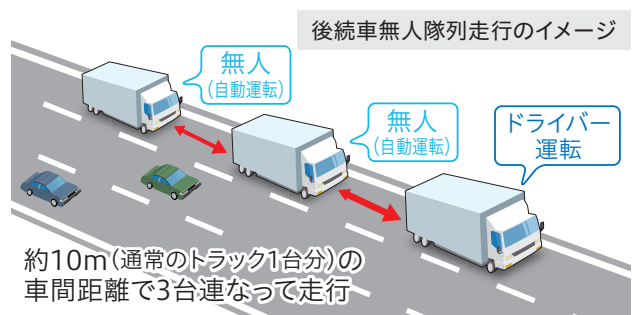 後続車無人隊列走行のイメージ
無人
(自動運転)
無人
(自動運転)
ドライバー
運転
約10m(通常のトラック1台分)の
車間距離で3台連なって走行